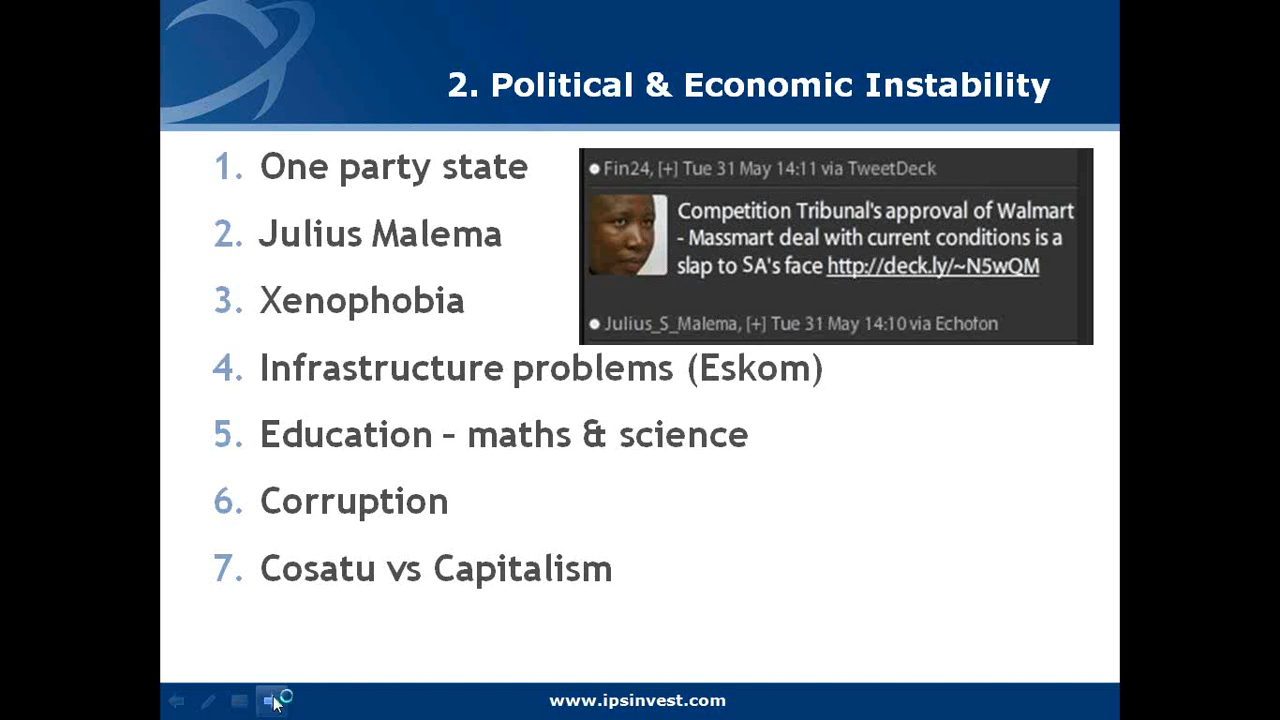 2. Political & Economic Instability
1. One party state
2. Julius Malema
3. Xenophobia
4. Infrastructure problems (Eskom)
5. Education – maths & science
6. Corruption
7. Cosatu vs Capitalism
Fin24, [+] Tue 31 May 14:11 via TweetDeck
Competition Tribunal's approval of Walmart
- Massmart deal with current conditions is a
slap to SA's face http://deck.ly/~N5wQM
Julius_S_Malema, [+] Tue 31 May 14:10 via Echofon
www.ipsinvest.com